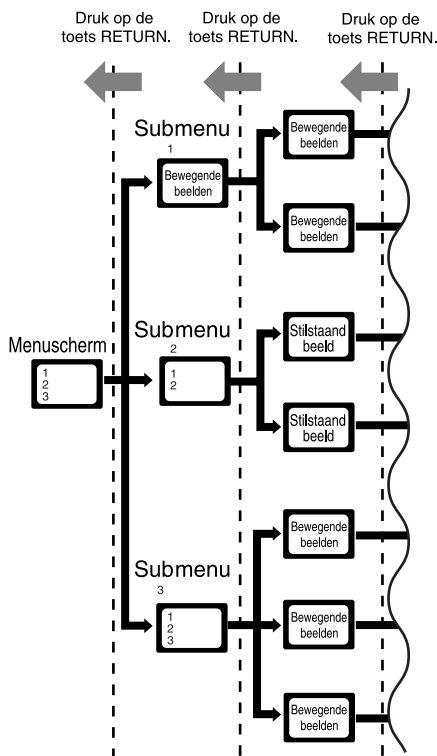 Druk op de
toets RETURN.
Druk op de
toets RETURN.
Druk op de
toets RETURN.
Submenu
1
Bewegende
beelden
Bewegende
beelden
Bewegende
beelden
Menuscherm
1
2
3
Submenu
2
1
2
Stilstaand
beeld
Stilstaand
beeld
Submenu
3
1
2
3
Bewegende
beelden
Bewegende
beelden
Bewegende
beelden